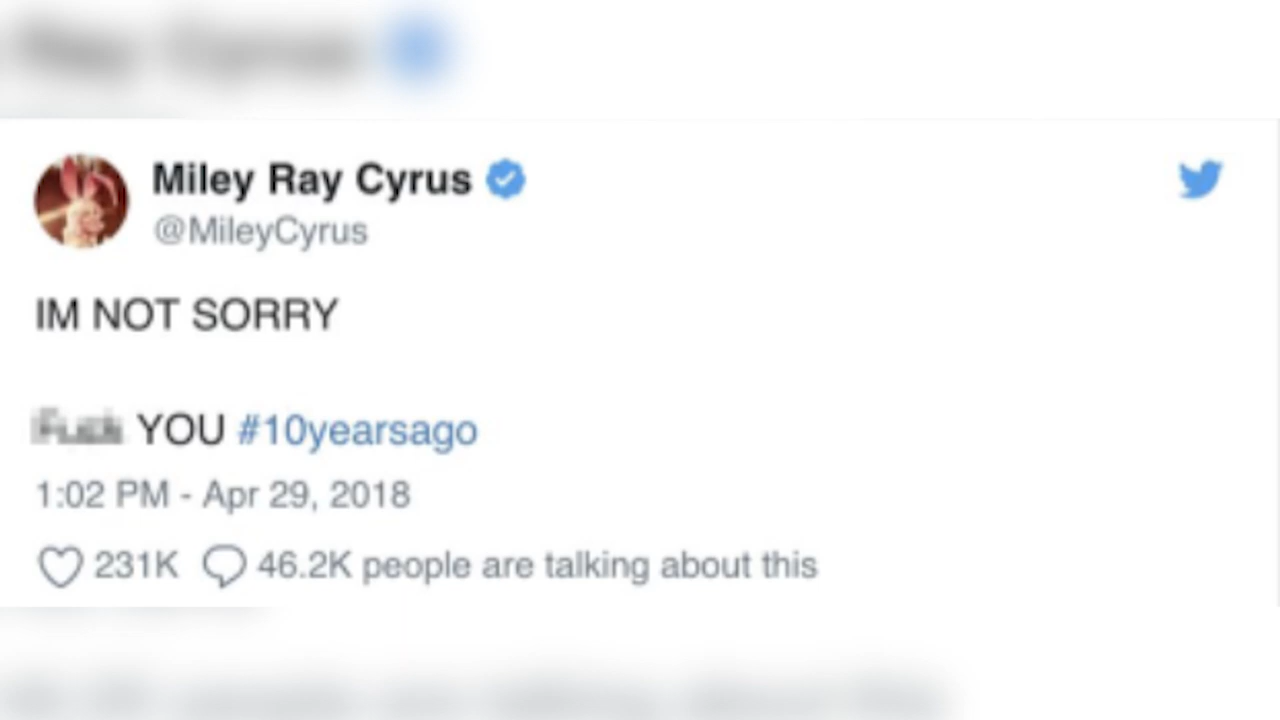 Miley Ray Cyrus
@MileyCyrus
IM NOT SORRY
YOU #10yearsago
1:02 PM - Apr 29, 2018
231K 46.2K people are talking about this